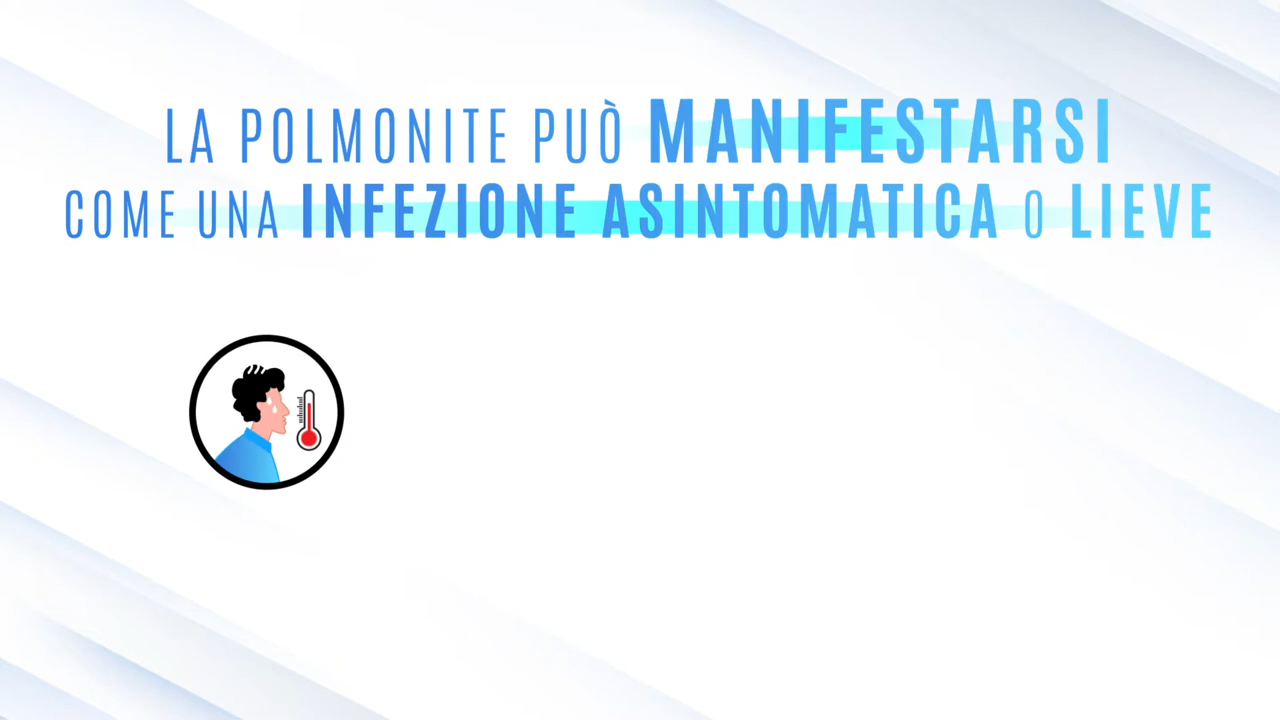 LA POLMONITE PUÒ MANIFESTARSI
COME UNA INFEZIONE ASINTOMATICA O LIEVE